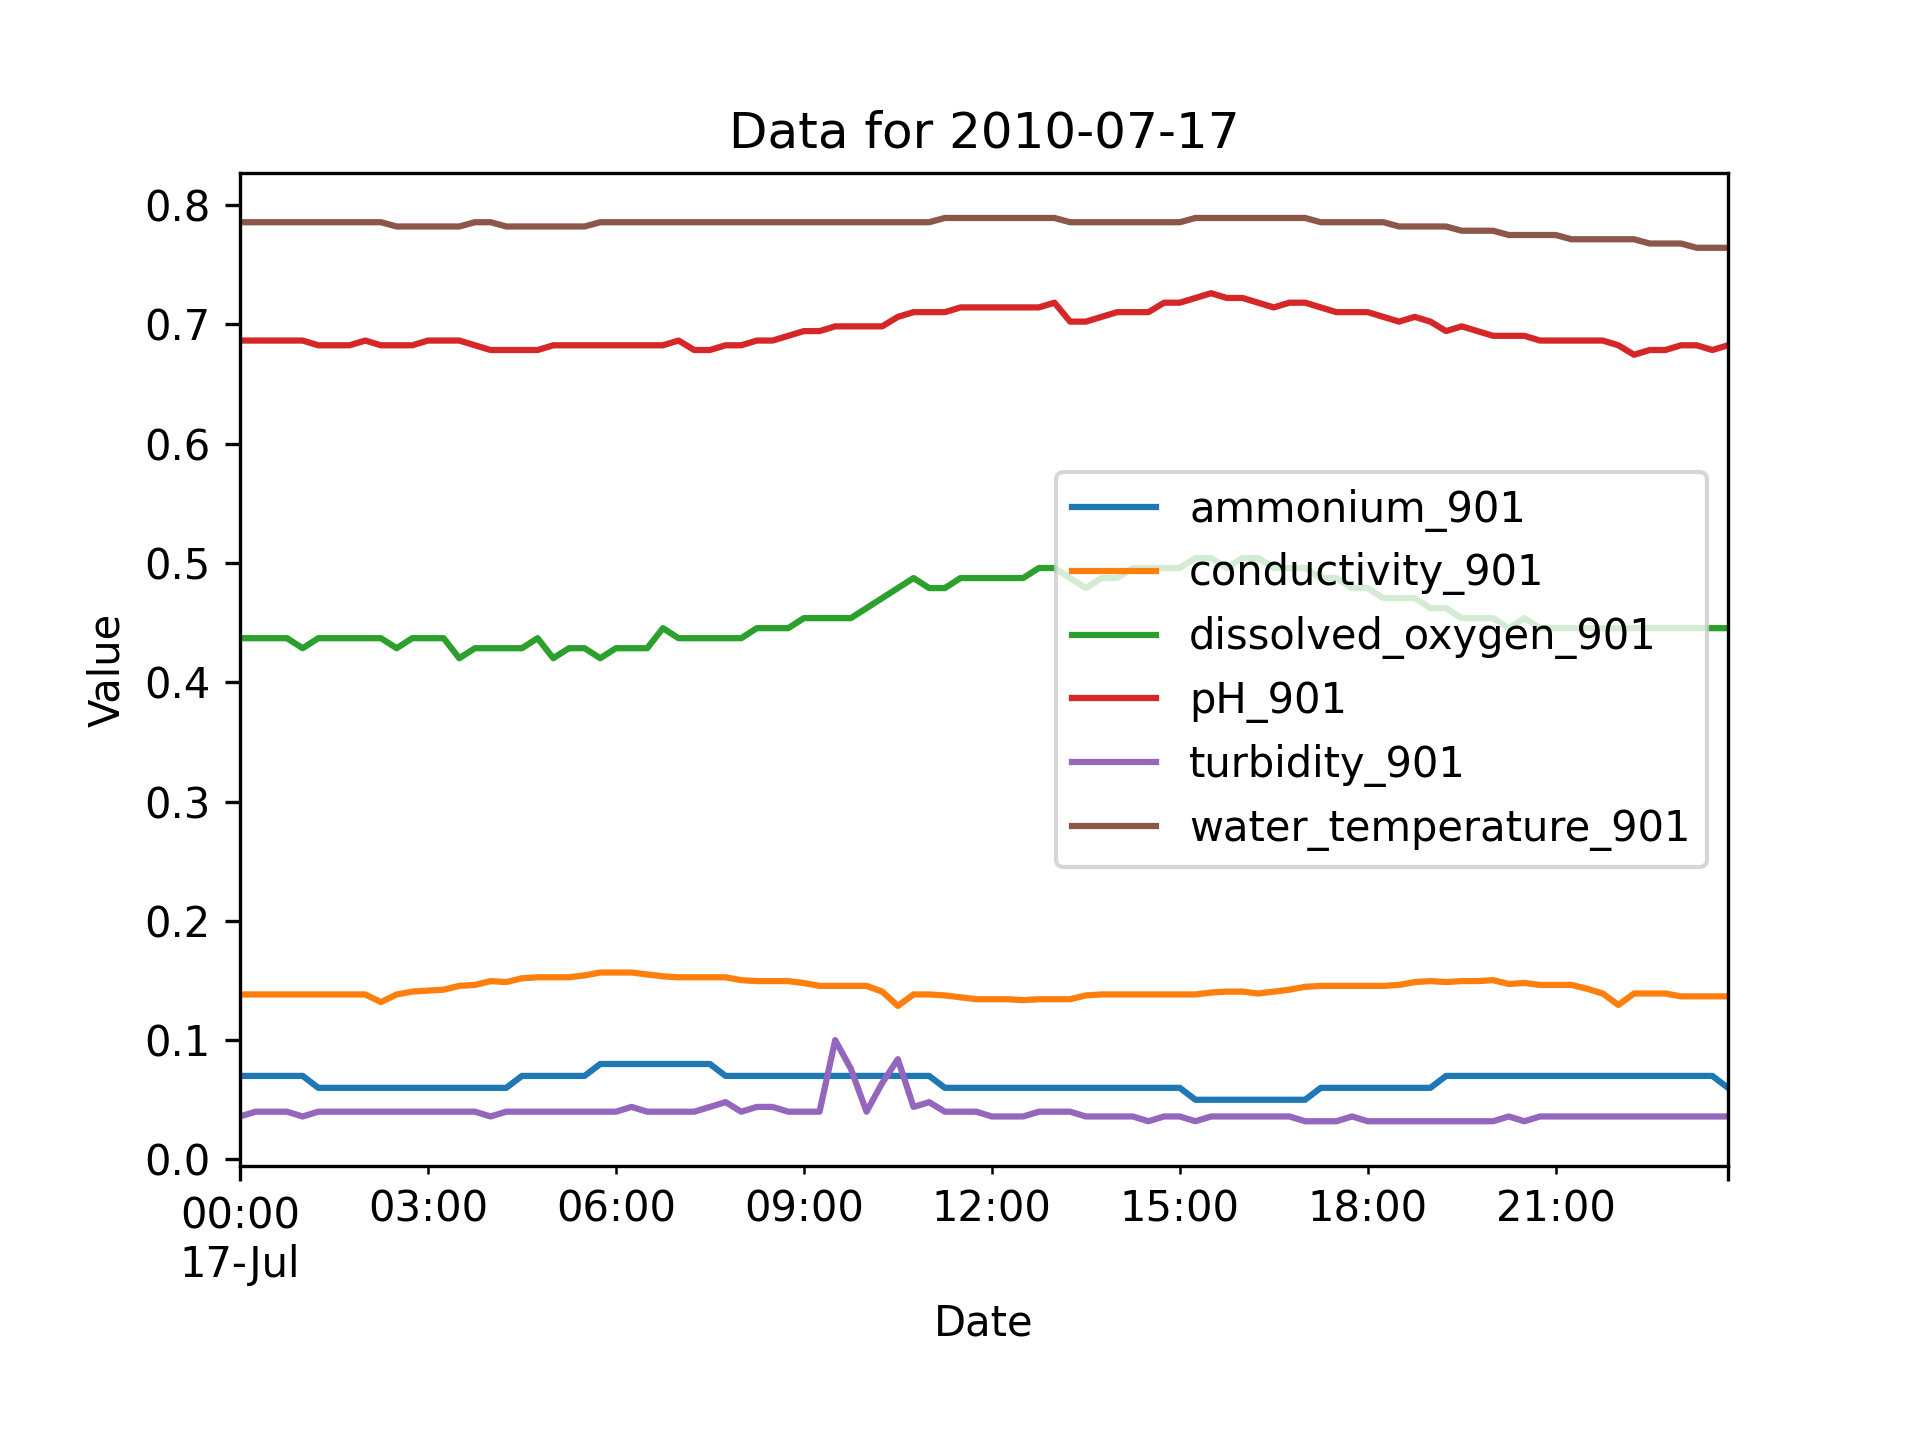 Data for 2010-07-17
Value
0.8
0.7
0.6
0.5
0.4
0.3
0.2
0.1
0.0
ammonium_901
conductivity_901
dissolved_oxygen_901
pH_901
turbidity_901
water_temperature_901
00:00 03:00 06:00 09:00 12:00 15:00 18:00 21:00
17-Jul
Date